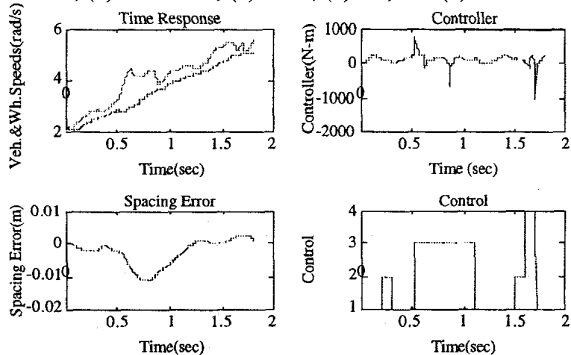 Time Response
Veh.&Wh.Speeds(rad/s)
6
4
0
2
0.5
1
1.5
2
Time(sec)
Controller
Controller(N-m)
1000
0
0
-1000
-2000
0.5
1
1.5
2
Time (sec)
Spacing Error
Spacing Error(m)
0.01
0
0
-0.010
-0.02
0.5
1
1.5
2
Time(sec)
Control
Control
4
3
0
2
1
0.5
1
1.5
2
Time(sec)